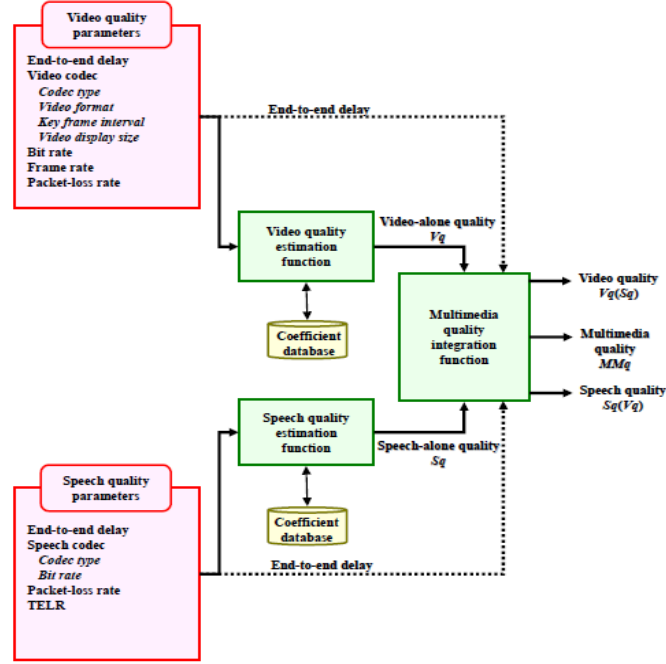 Video quality
parameters
End-to-end delay
Video codec
Codec type
Video format
Key frame interval
Video display size
Bit rate
Frame rate
Packet-loss rate
End-to-end delay
Video quality
estimation
function
Video-alone quality
Vq
Coefficient
database
Multimedia
quality
integration
function
Video quality
Vq(Sq)
Multimedia
quality
MMq
Speech quality
Sq(Vq)
Speech quality
estimation
function
Speech-alone quality
Sq
Coefficient
database
Speech quality
parameters
End-to-end delay
Speech codec
Codec type
Bit rate
Packet-loss rate
TELR
End-to-end delay